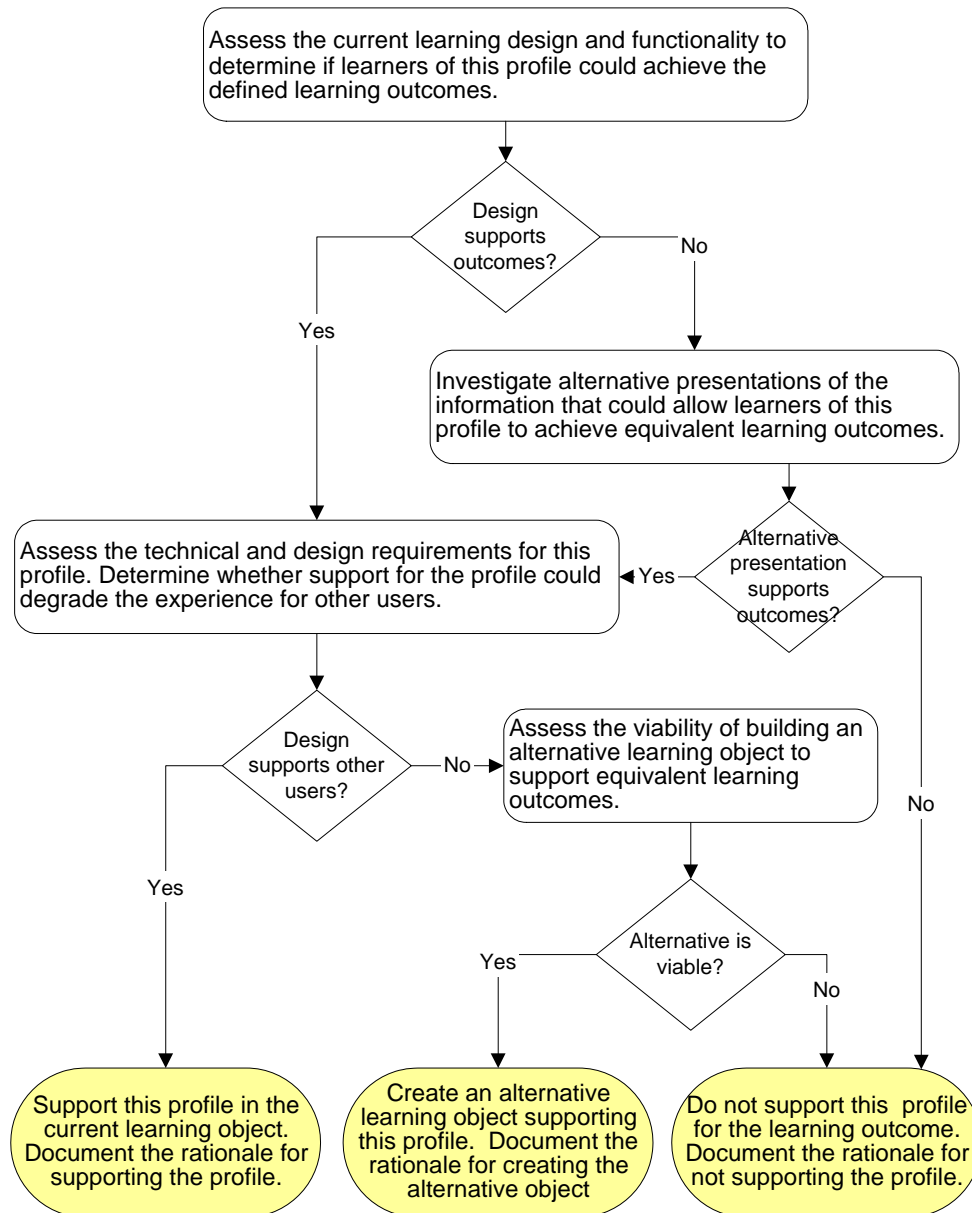 Assess the current learning design and functionality to
determine if learners of this profile could achieve the
defined learning outcomes.
Design
supports
outcomes?
No
Yes
Investigate alternative presentations of the
information that could allow learners of this
profile to achieve equivalent learning outcomes.
Assess the technical and design requirements for this
profile. Determine whether support for the profile could
degrade the experience for other users.
Yes
Alternative
presentation
supports
outcomes?
Design
supports other
users?
No
Assess the viability of building an
alternative learning object to
support equivalent learning
outcomes.
No
Yes
Alternative is
viable?
Yes
No
Support this profile in the
current learning object.
Document the rationale for
supporting the profile.
Create an alternative
learning object supporting
this profile.  Document the
rationale for creating the
alternative object
Do not support this  profile
for the learning outcome.
Document the rationale for
not supporting the profile.